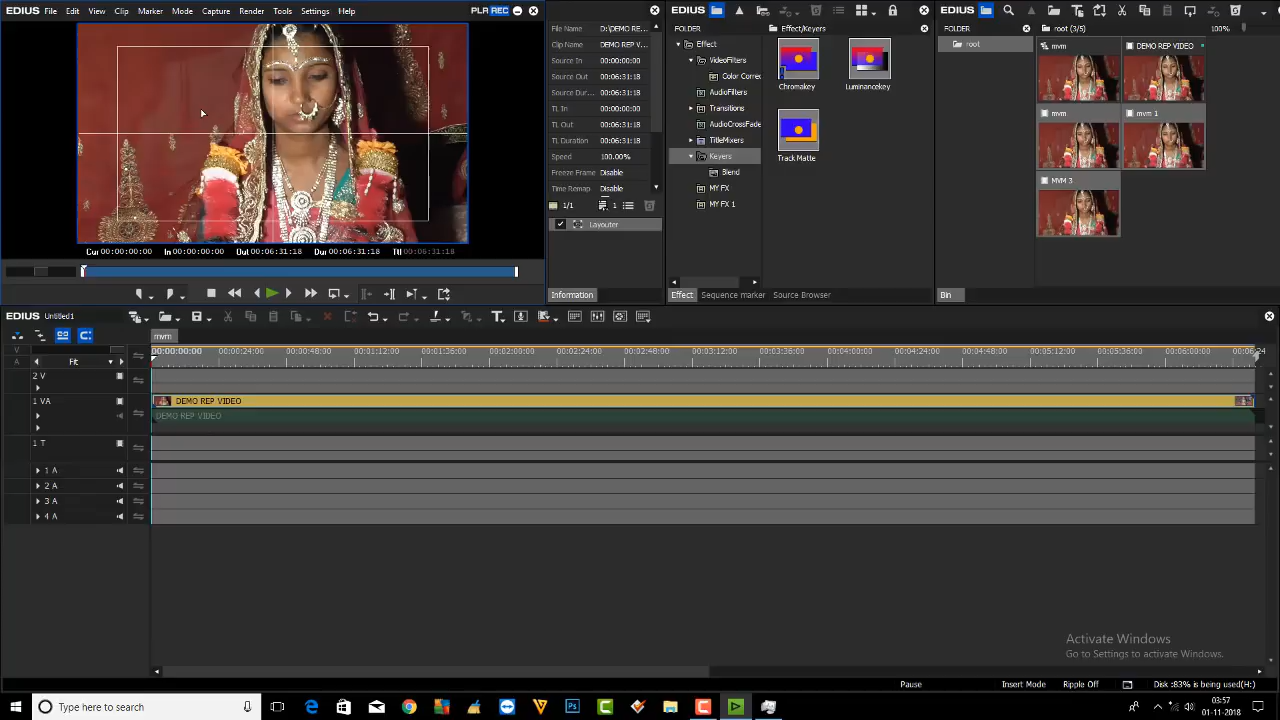 EDIUS File Edit View Clip Marker Mode Capture Render Tools Settings Help PLR REC
Cur 00:00:00:00 In 00:00:00:00 Out 00:06:31:18 Dur 00:06:31:18 Ttl 00:06:31:18
File Name D:\DEMO RE...
Clip Name DEMO REP V...
Source In 00:00:00:00
Source Out 00:06:31:18
Source Dur... 00:06:31:18
TL In 00:00:00:00
TL Out 00:06:31:18
TL Duration 00:06:31:18
Speed 100.00%
Freeze Frame Disable
Time Remap Disable
1/1 1
Layouter
Information
EDIUS
FOLDER Effect/Keyers
Effect
VideoFilters
Color Correc
AudioFilters
Transitions
AudioCrossFade
TitleMixers
Keyers
Blend
MY FX
MY FX 1
Chromakey Luminancekey
Track Matte
Effect Sequence marker Source Browser
EDIUS
FOLDER root (3/5) 100%
root
mvm DEMO REP VIDEO
mvm mvm 1
MVM 3
Bin
EDIUS Untitled1
mvm
Fit
00:00:00:00 00:00:24:00 00:00:48:00 00:01:12:00 00:01:36:00 00:02:00:00 00:02:24:00 00:02:48:00 00:03:12:00 00:03:36:00 00:04:00:00 00:04:24:00 00:04:48:00 00:05:12:00 00:05:36:00 00:06:00:00 00:06:24
V
A
2 V
1 VA DEMO REP VIDEO
DEMO REP VIDEO
1 T
1 A
2 A
3 A
4 A
Activate Windows
Go to Settings to activate Windows.
Pause Insert Mode Ripple Off Disk :83% is being used(H:)
Type here to search
03:57
01-11-2018